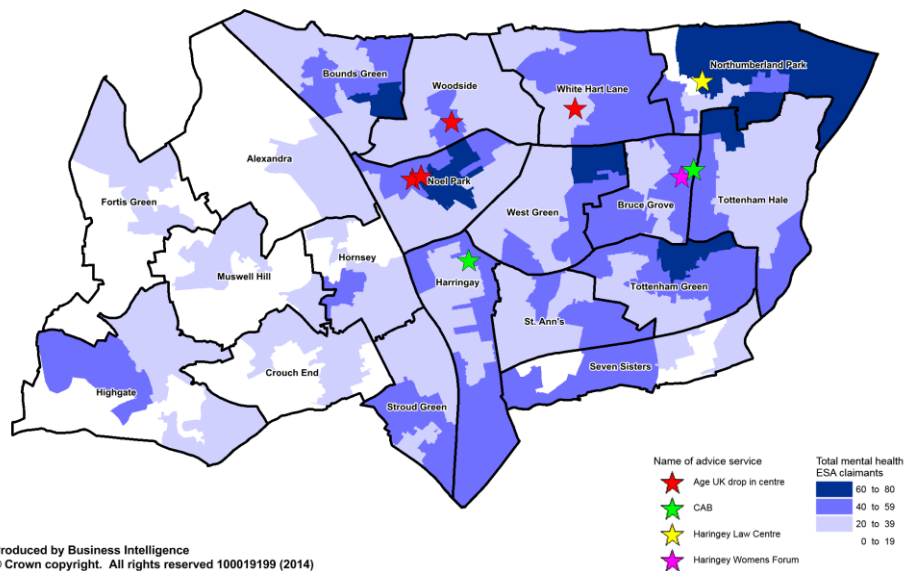 Northumberland Park
Bounds Green
Woodside
White Hart Lane
Alexandra
Noel Park
Fortis Green
West Green
Bruce Grove
Tottenham Hale
Hornsey
Muswell Hill
Harringay
Tottenham Green
St. Ann's
Seven Sisters
Crouch End
Highgate
Stroud Green
Name of advice service
Age UK drop in centre
CAB
Haringey Law Centre
Haringey Womens Forum
Total mental health
ESA claimants
60 to 80
40 to 59
20 to 39
0 to 19
roduced by Business Intelligence
Crown copyright. All rights reserved 100019199 (2014)